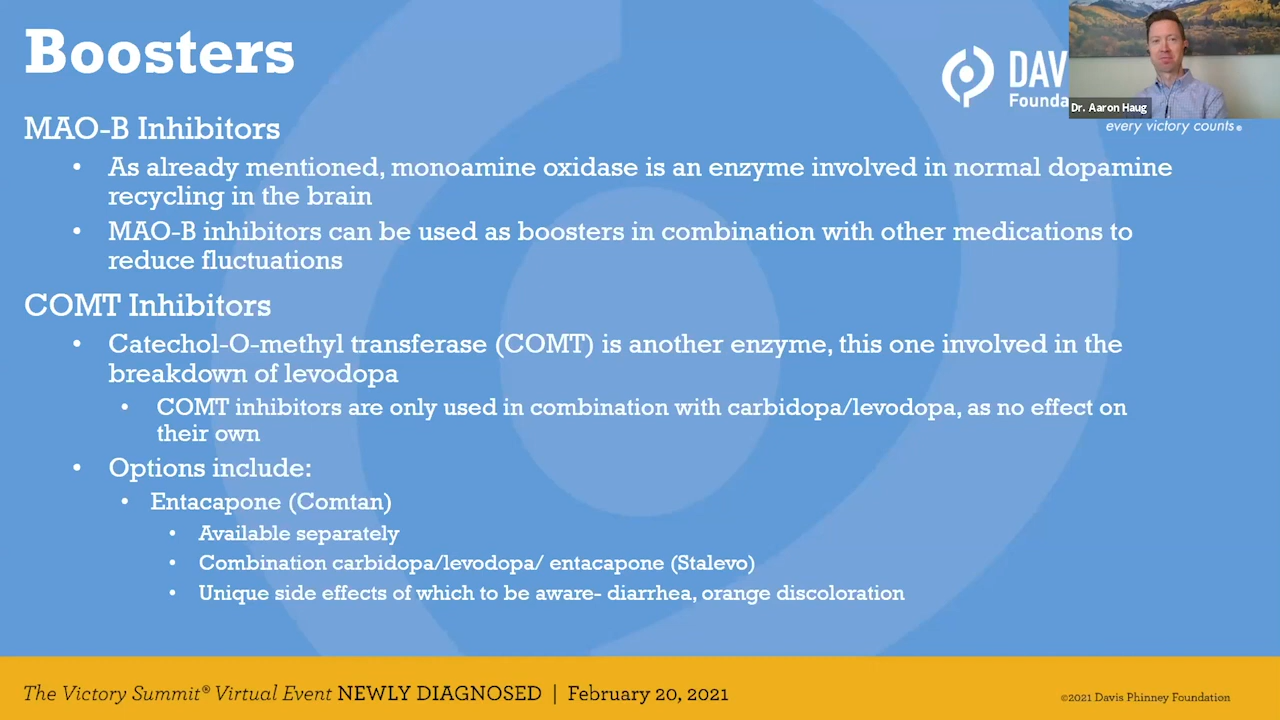 Boosters
DAV
Founda
Dr. Aaron Haug
every victory counts®
MAO-B Inhibitors
• As already mentioned, monoamine oxidase is an enzyme involved in normal dopamine
recycling in the brain
• MAO-B inhibitors can be used as boosters in combination with other medications to
reduce fluctuations
COMT Inhibitors
• Catechol-O-methyl transferase (COMT) is another enzyme, this one involved in the
breakdown of levodopa
• COMT inhibitors are only used in combination with carbidopa/levodopa, as no effect on
their own
• Options include:
• Entacapone (Comtan)
• Available separately
• Combination carbidopa/levodopa/ entacapone (Stalevo)
• Unique side effects of which to be aware- diarrhea, orange discoloration
The Victory Summit® Virtual Event NEWLY DIAGNOSED | February 20, 2021
©2021 Davis Phinney Foundation